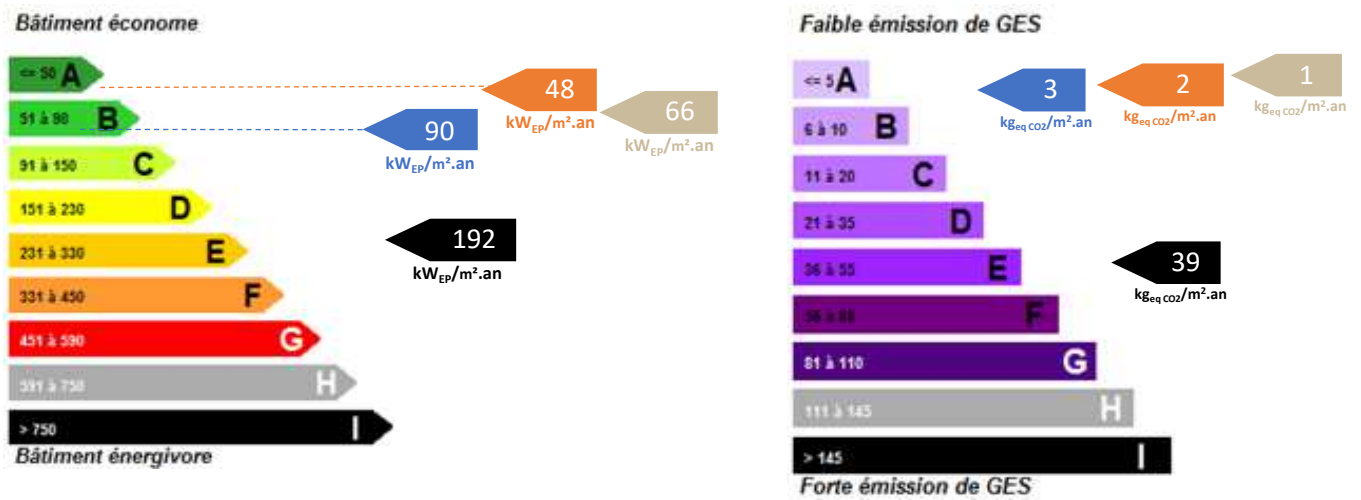 Bâtiment économe
<= 50 A
51 à 90 B
91 à 150 C
151 à 230 D
231 à 330 E
331 à 450 F
451 à 590 G
591 à 750 H
> 750 I
Bâtiment énergivore
48
kWEP/m².an
66
kWEP/m².an
90
kWEP/m².an
192
kWEP/m².an
Faible émission de GES
<= 5 A
6 à 10 B
11 à 20 C
21 à 35 D
36 à 55 E
56 à 80 F
81 à 110 G
111 à 145 H
> 145 I
Forte émission de GES
3
kgeq CO2/m².an
2
kgeq CO2/m².an
1
kgeq CO2/m².an
39
kgeq CO2/m².an